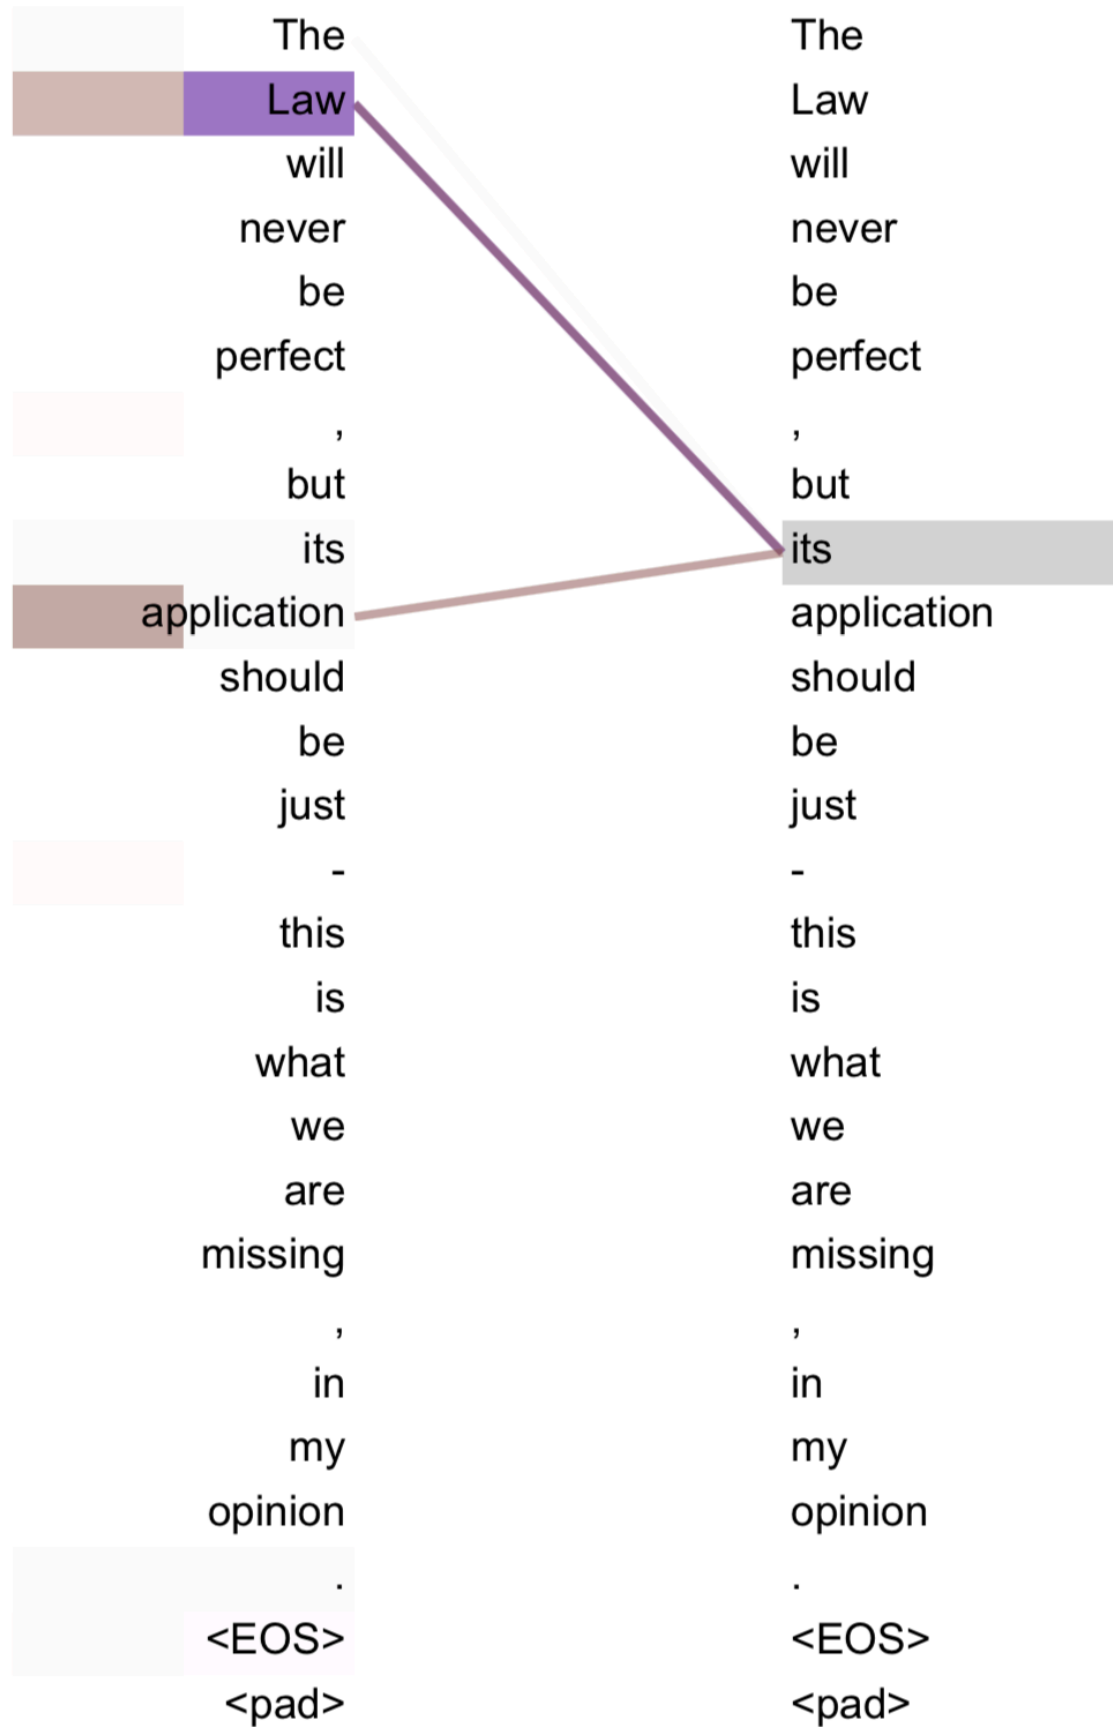 The The
Law Law
will will
never never
be be
perfect perfect
, ,
but but
its its
application application
should should
be be
just just
- -
this this
is is
what what
we we
are are
missing missing
, ,
in in
my my
opinion opinion
. .
<EOS> <EOS>
<pad> <pad>